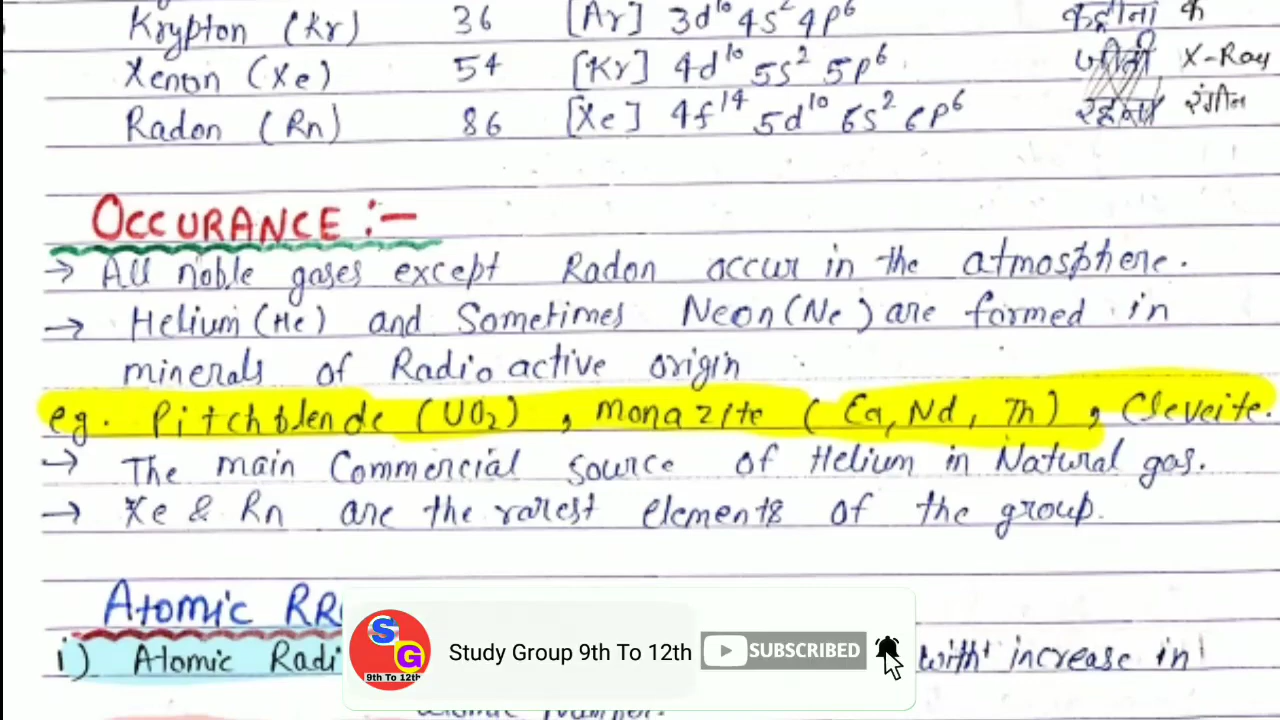 Krypton (Kr) 36 [Ar] 3d¹⁰ 4s² 4p⁶
Xenon (Xe) 54 [Kr] 4d¹⁰ 5s² 5p⁶ X-Ray
Radon (Rn) 86 [Xe] 4f¹⁴ 5d¹⁰ 6s² 6p⁶ रंगीन
OCCURANCE :-
→ All noble gases except Radon occur in the atmosphere.
→ Helium (He) and Sometimes Neon (Ne) are formed in
minerals of Radioactive origin
eg. Pitchblende (UO₂) , Monazite ( Ca, Nd, Th) , Cleveite.
→ The main Commercial source of Helium in Natural gas.
→ Xe & Rn are the rarest elements of the group.
Atomic
i) Atomic Radi with increase in
SG
9th To 12th
Study Group 9th To 12th
SUBSCRIBED